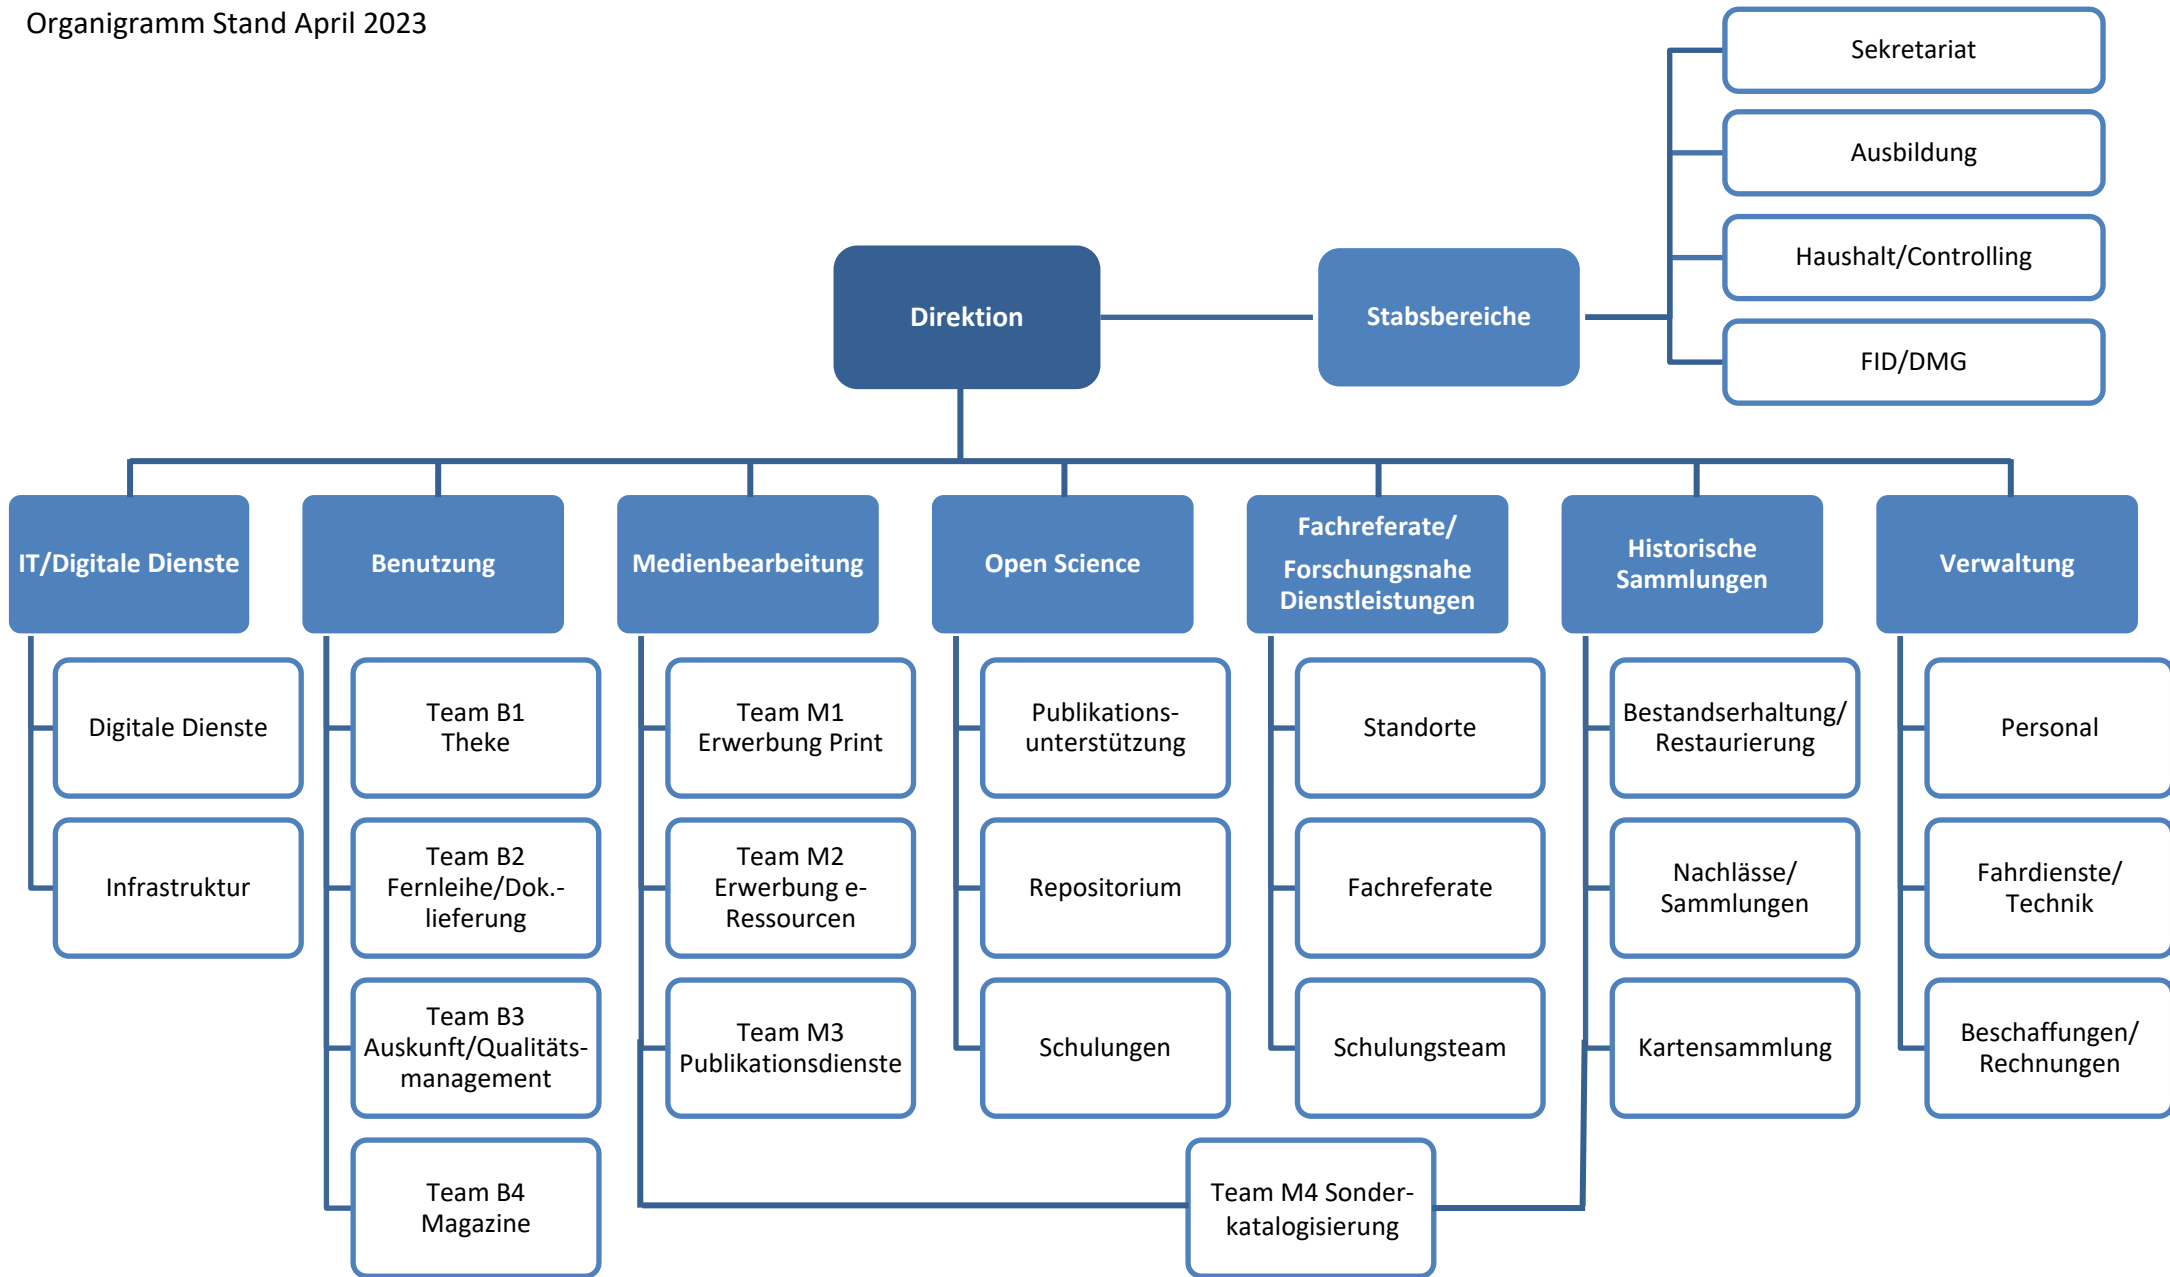 Organigramm Stand April 2023
Sekretariat
Ausbildung
Haushalt/Controlling
FID/DMG
Direktion
Stabsbereiche
IT/Digitale Dienste
Digitale Dienste
Infrastruktur
Benutzung
Team B1
Theke
Team B2
Fernleihe/Dok.-
lieferung
Team B3
Auskunft/Qualitäts-
management
Team B4
Magazine
Medienbearbeitung
Team M1
Erwerbung Print
Team M2
Erwerbung e-
Ressourcen
Team M3
Publikationsdienste
Open Science
Publikations-
unterstützung
Repositorium
Schulungen
Fachreferate/
Forschungsnahe
Dienstleistungen
Standorte
Fachreferate
Schulungsteam
Team M4 Sonder-
katalogisierung
Historische
Sammlungen
Bestandserhaltung/
Restaurierung
Nachlässe/
Sammlungen
Kartensammlung
Verwaltung
Personal
Fahrdienste/
Technik
Beschaffungen/
Rechnungen